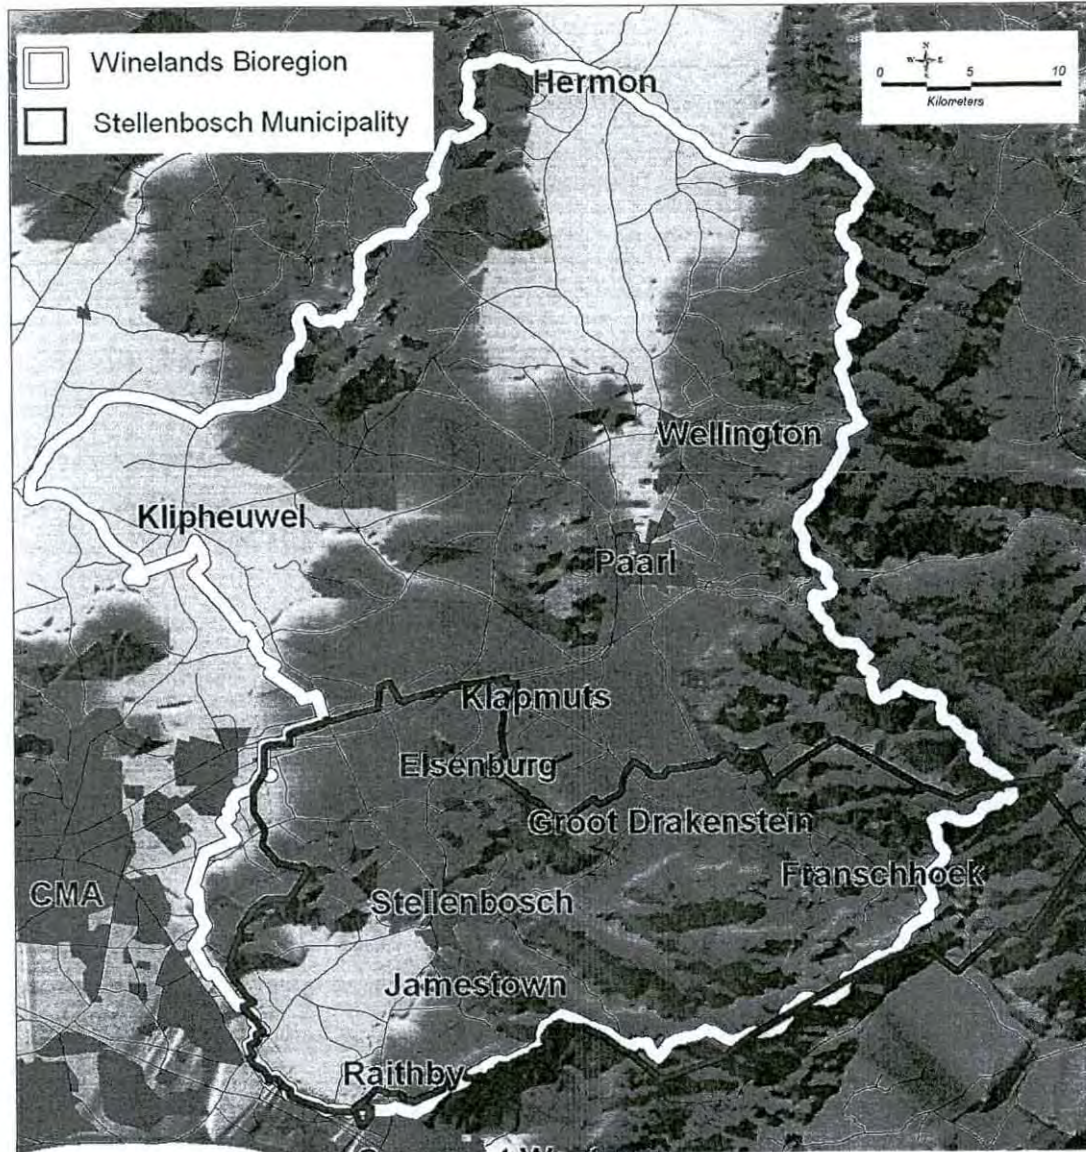 Winelands Bioregion
Stellenbosch Municipality
N
W E
S
0 5 10
Kilometers
Hermon
Wellington
Klipheuwel
Paarl
Klapmuts
Elsenburg
Groot Drakenstein
Franschhoek
CMA
Stellenbosch
Jamestown
Raithby